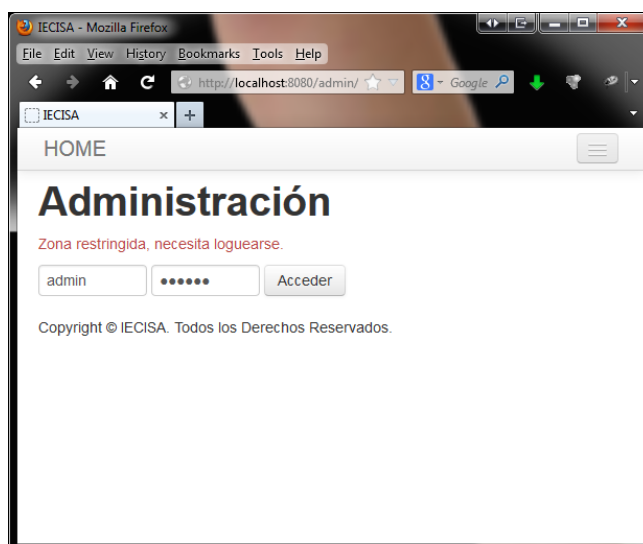 IECISA - Mozilla Firefox
File Edit View History Bookmarks Tools Help
http://localhost:8080/admin/ Google
IECISA
HOME
Administración
Zona restringida, necesita loguearse.
admin •••••• Acceder
Copyright © IECISA. Todos los Derechos Reservados.